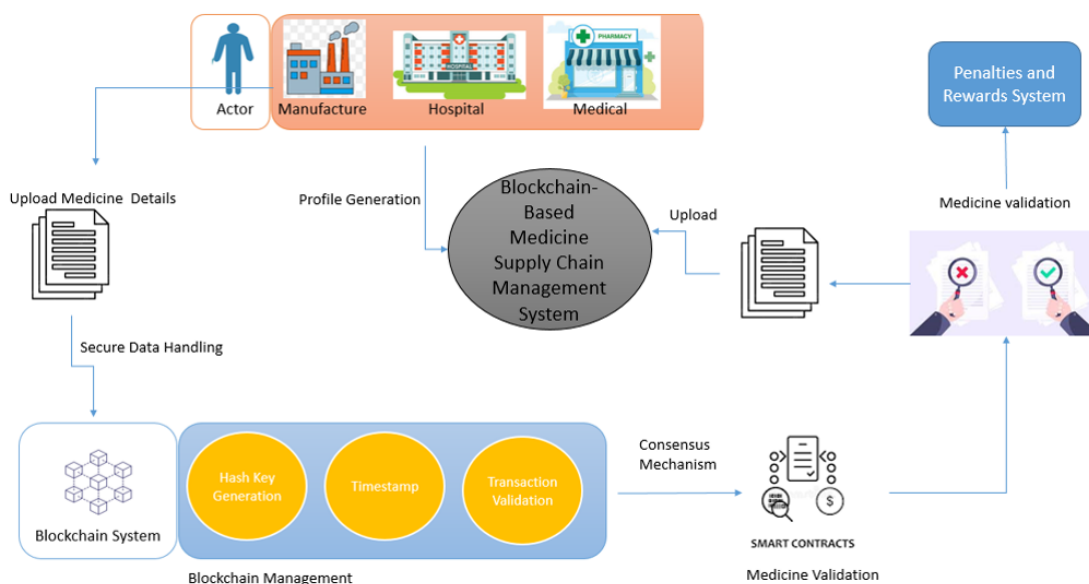 HOSPITAL
PHARMACY
Actor
Manufacture
Hospital
Medical
Penalties and
Rewards System
Upload Medicine Details
Profile Generation
Blockchain-
Based
Medicine
Supply Chain
Management
System
Upload
Medicine validation
Secure Data Handling
Hash Key
Generation
Timestamp
Transaction
Validation
Consensus
Mechanism
$
Blockchain System
SMART CONTRACTS
Blockchain Management
Medicine Validation